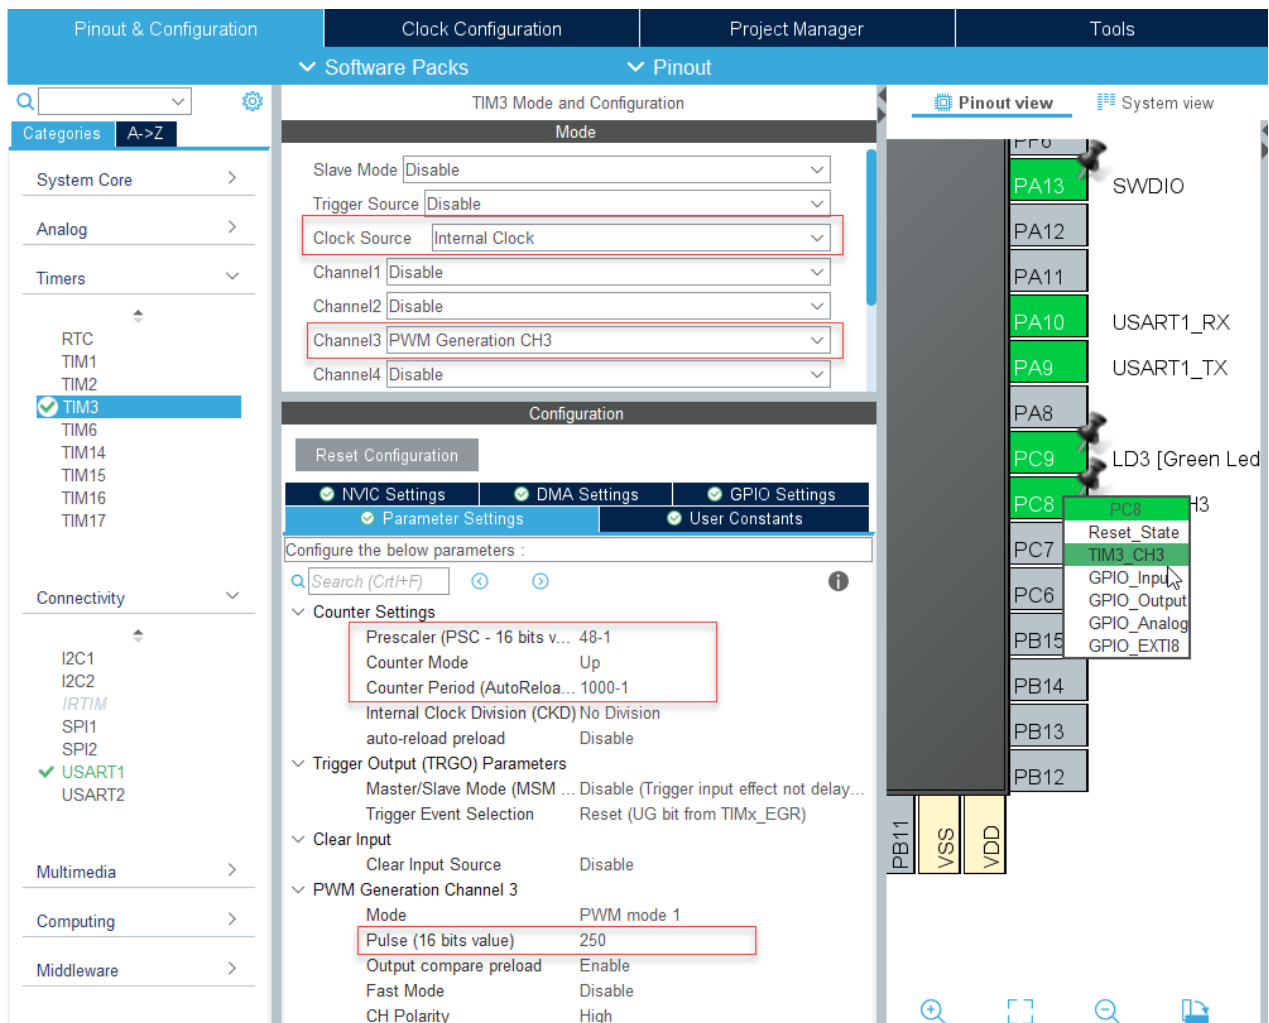 Pinout & Configuration
Clock Configuration
Project Manager
Tools
Software Packs
Pinout
Categories
A->Z
System Core
Analog
Timers
RTC
TIM1
TIM2
TIM3
TIM6
TIM14
TIM15
TIM16
TIM17
Connectivity
I2C1
I2C2
IRTIM
SPI1
SPI2
USART1
USART2
Multimedia
Computing
Middleware
TIM3 Mode and Configuration
Mode
Slave Mode Disable
Trigger Source Disable
Clock Source Internal Clock
Channel1 Disable
Channel2 Disable
Channel3 PWM Generation CH3
Channel4 Disable
Configuration
Reset Configuration
NVIC Settings
DMA Settings
GPIO Settings
Parameter Settings
User Constants
Configure the below parameters :
Search (Crtl+F)
Counter Settings
Prescaler (PSC - 16 bits v... 48-1
Counter Mode Up
Counter Period (AutoReloa... 1000-1
Internal Clock Division (CKD) No Division
auto-reload preload Disable
Trigger Output (TRGO) Parameters
Master/Slave Mode (MSM ... Disable (Trigger input effect not delay...
Trigger Event Selection Reset (UG bit from TIMx_EGR)
Clear Input
Clear Input Source Disable
PWM Generation Channel 3
Mode PWM mode 1
Pulse (16 bits value) 250
Output compare preload Enable
Fast Mode Disable
CH Polarity High
Pinout view
System view
PF6
PA13 SWDIO
PA12
PA11
PA10 USART1_RX
PA9 USART1_TX
PA8
PC9 LD3 [Green Led
PC8 H3
PC8
Reset_State
TIM3_CH3
GPIO_Input
GPIO_Output
GPIO_Analog
GPIO_EXTI8
PC7
PC6
PB15
PB14
PB13
PB12
PB11
VSS
VDD